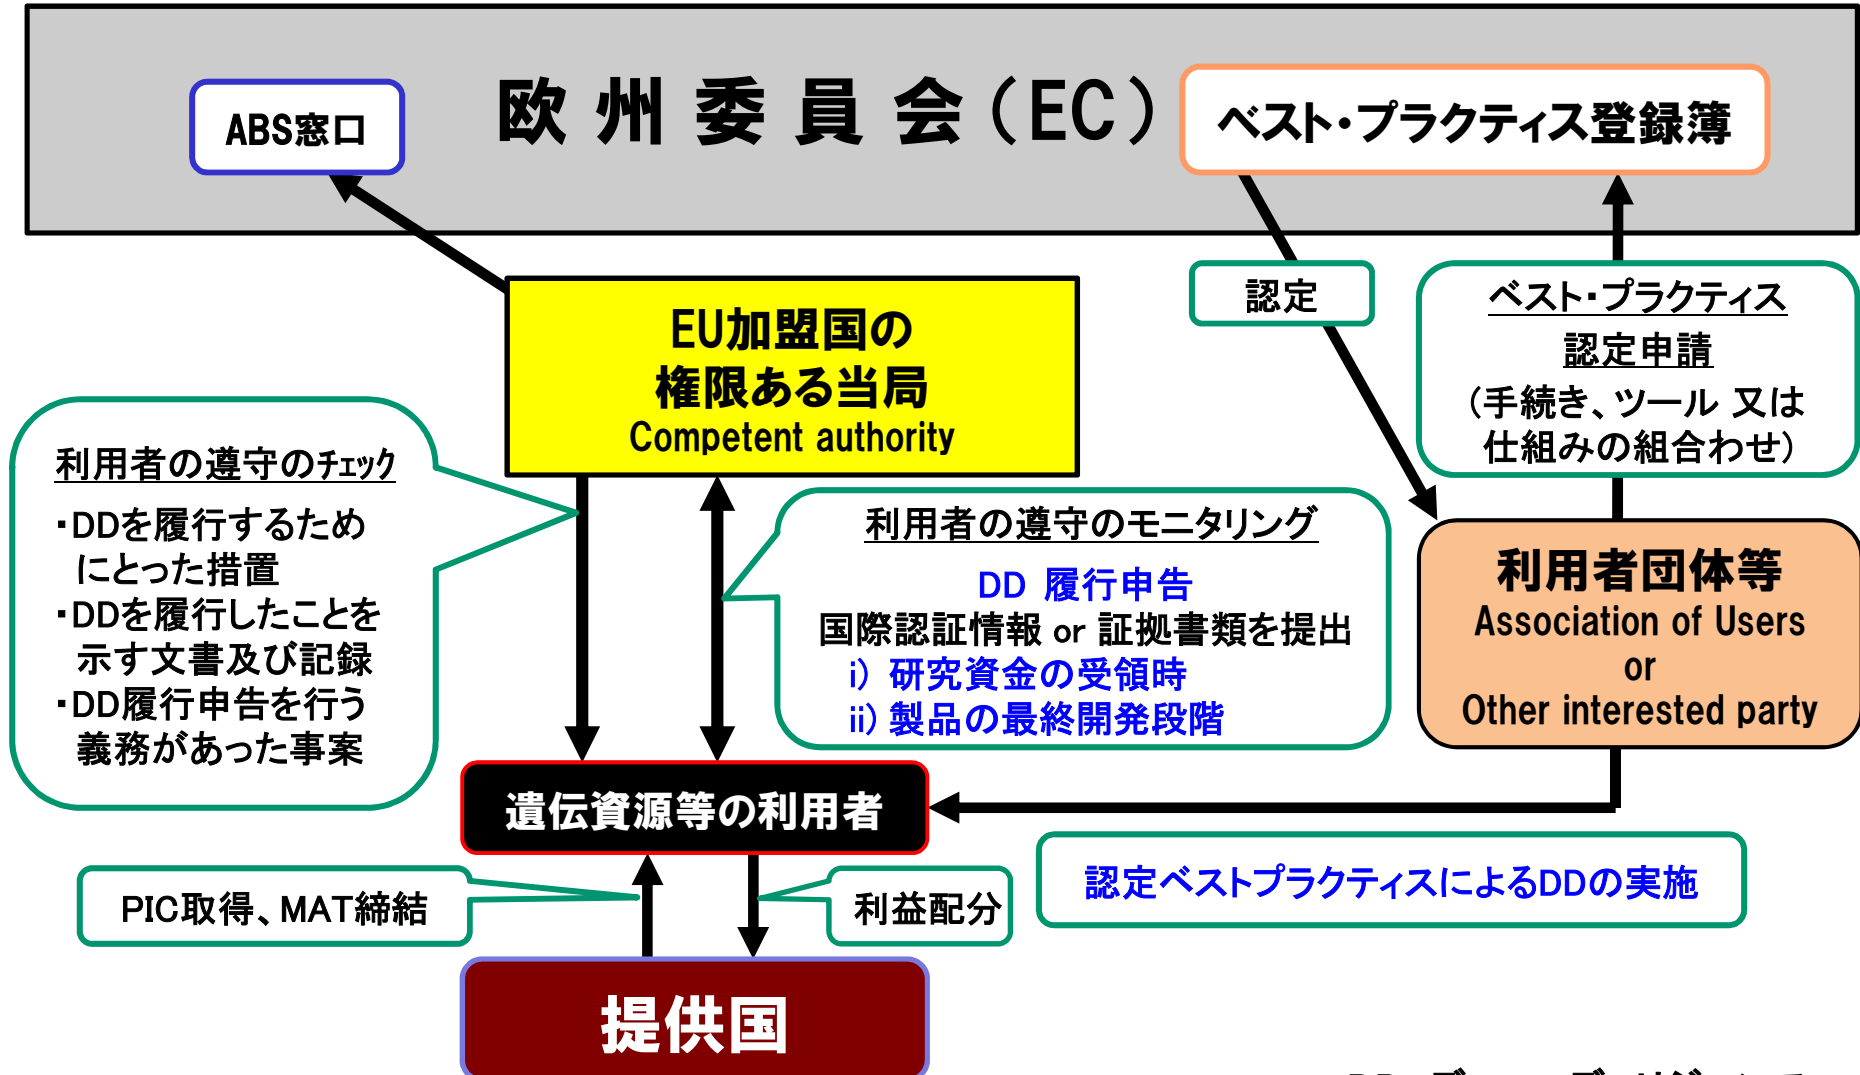 欧州委員会（EC）
ABS窓口
ベスト・プラクティス登録簿
認定
ベスト・プラクティス
認定申請
(手続き、ツール 又は
仕組みの組合わせ)
EU加盟国の
権限ある当局
Competent authority
利用者の遵守のチェック
・DDを履行するため
にとった措置
・DDを履行したことを
示す文書及び記録
・DD履行申告を行う
義務があった事案
利用者の遵守のモニタリング
DD 履行申告
国際認証情報 or 証拠書類を提出
i) 研究資金の受領時
ii) 製品の最終開発段階
利用者団体等
Association of Users
or
Other interested party
遺伝資源等の利用者
認定ベストプラクティスによるDDの実施
PIC取得、MAT締結
利益配分
提供国